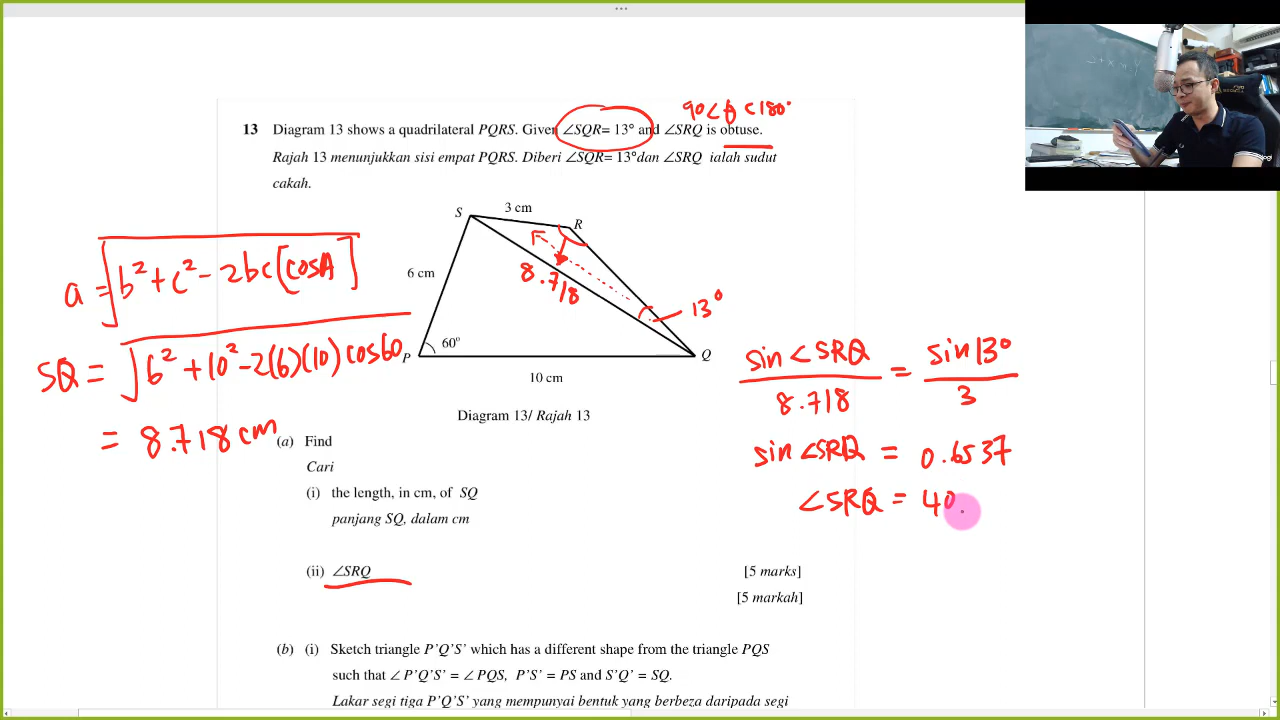 90 < θ < 180°
13 Diagram 13 shows a quadrilateral PQRS. Given ∠SQR= 13° and ∠SRQ is obtuse.
Rajah 13 menunjukkan sisi empat PQRS. Diberi ∠SQR= 13°dan ∠SRQ ialah sudut
cakah.
S
3 cm
R
6 cm
8.718
13°
60°
P
Q
10 cm
Diagram 13/ Rajah 13
a = √b² + c² - 2bc[cosA]
SQ = √6² + 10² - 2(6)(10) cos60
= 8.718 cm
sin ∠SRQ / 8.718 = sin 13° / 3
sin ∠SRQ = 0.6537
∠SRQ = 40.
(a) Find
Cari
(i) the length, in cm, of SQ
panjang SQ, dalam cm
(ii) ∠SRQ [5 marks]
[5 markah]
(b) (i) Sketch triangle P’Q’S’ which has a different shape from the triangle PQS
such that ∠ P’Q’S’ = ∠ PQS, P’S’ = PS and S’Q’ = SQ.
Lakar segi tiga P’Q’S’ yang mempunyai bentuk yang berbeza daripada segi